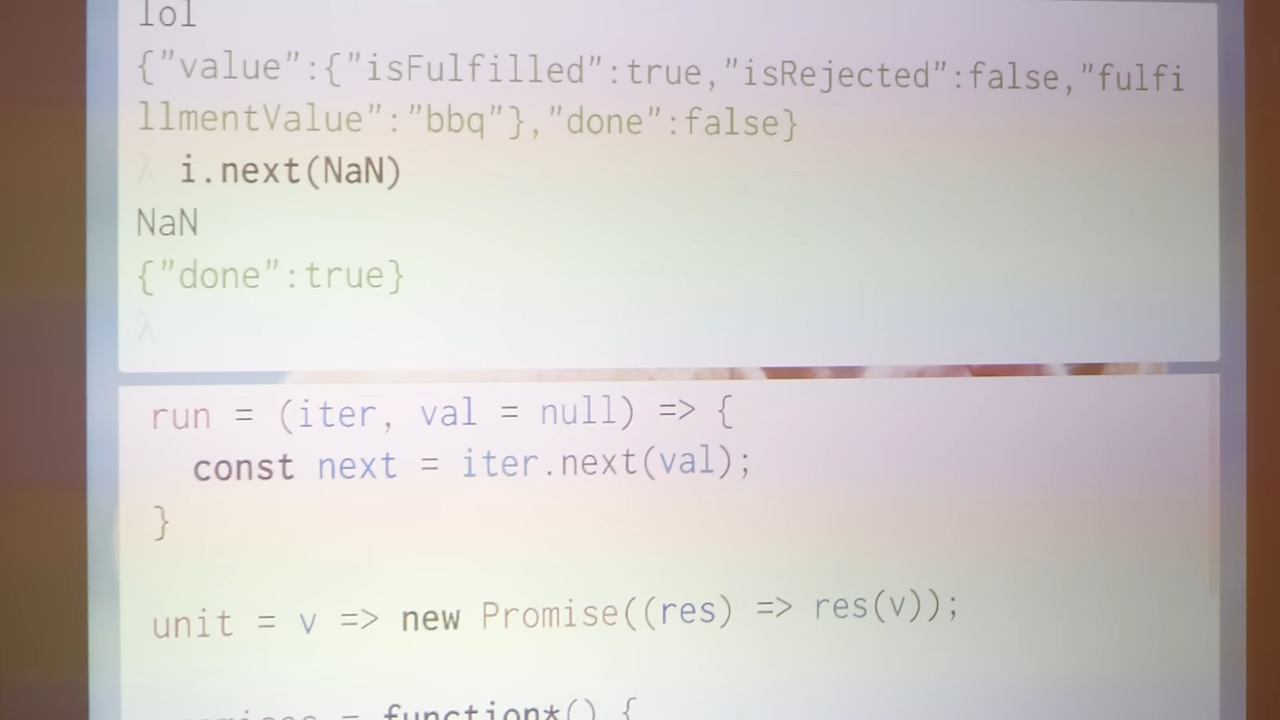 lol
{"value":{"isFulfilled":true,"isRejected":false,"fulfi
llmentValue":"bbq"},"done":false}
λ i.next(NaN)
NaN
{"done":true}
λ
run = (iter, val = null) => {
const next = iter.next(val);
}
unit = v => new Promise((res) => res(v));
= function*() {